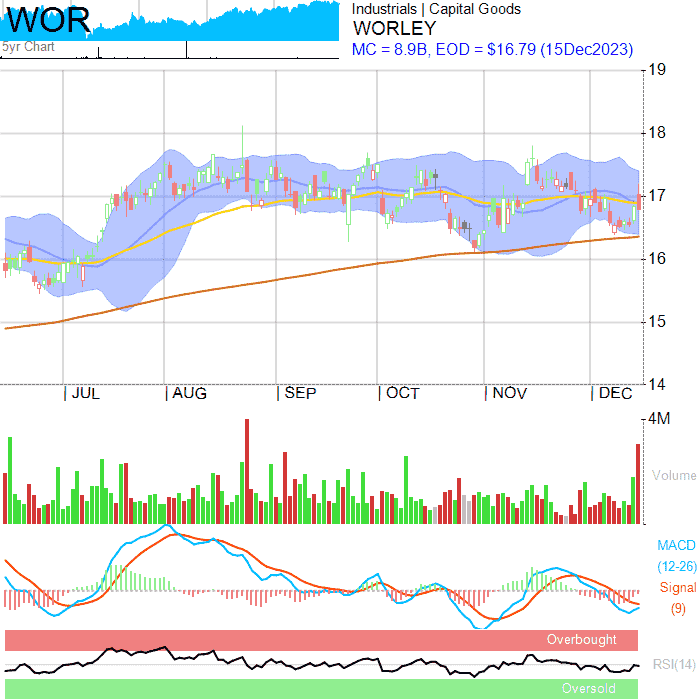 WOR
5yr Chart
Industrials | Capital Goods
WORLEY
MC = 8.9B, EOD = $16.79 (15Dec2023)
19
18
17
16
15
14
| JUL | AUG | SEP | OCT | NOV | DEC
4M
Volume
MACD
(12-26)
Signal
(9)
Overbought
RSI(14)
Oversold